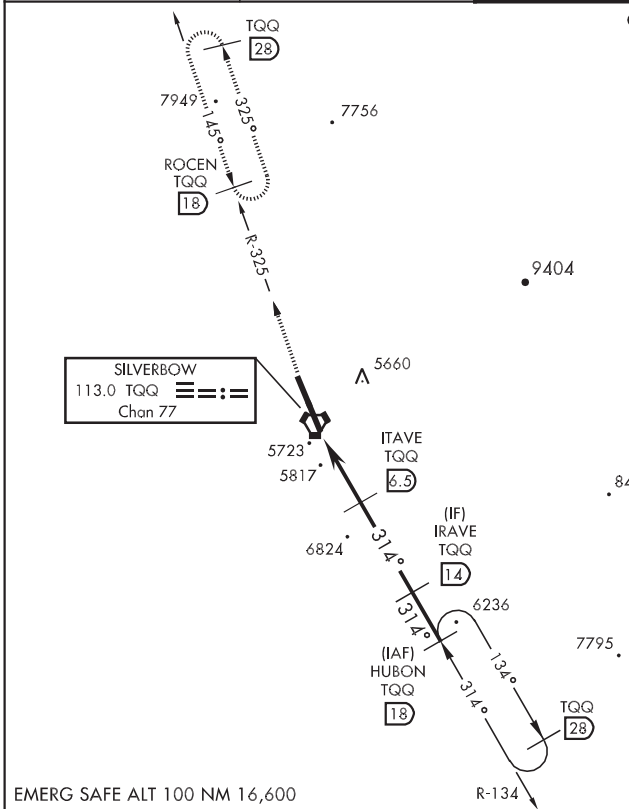 TQQ
28
7949
7756
325°
145°
ROCEN
TQQ
18
R-325
9404
SILVERBOW
113.0 TQQ
Chan 77
5660
5723
5817
ITAVE
TQQ
6.5
314°
6824
(IF)
IRAVE
TQQ
14
314°
6236
(IAF)
HUBON
TQQ
18
134°
314°
7795
TQQ
28
R-134
EMERG SAFE ALT 100 NM 16,600